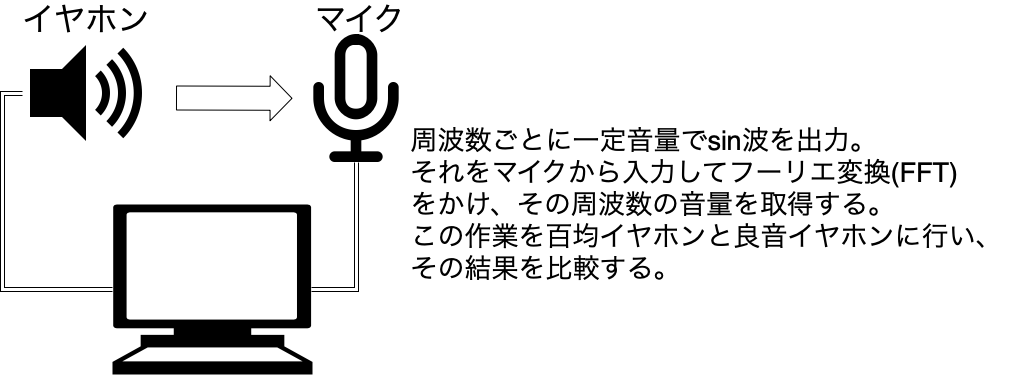 イヤホン
マイク
周波数ごとに一定音量でsin波を出力。
それをマイクから入力してフーリエ変換(FFT)
をかけ、その周波数の音量を取得する。
この作業を百均イヤホンと良音イヤホンに行い、
その結果を比較する。